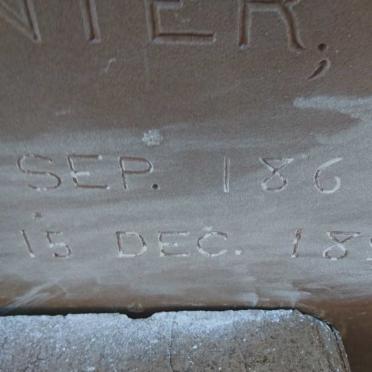 NTER;
SEP. 186
15 DEC. 18